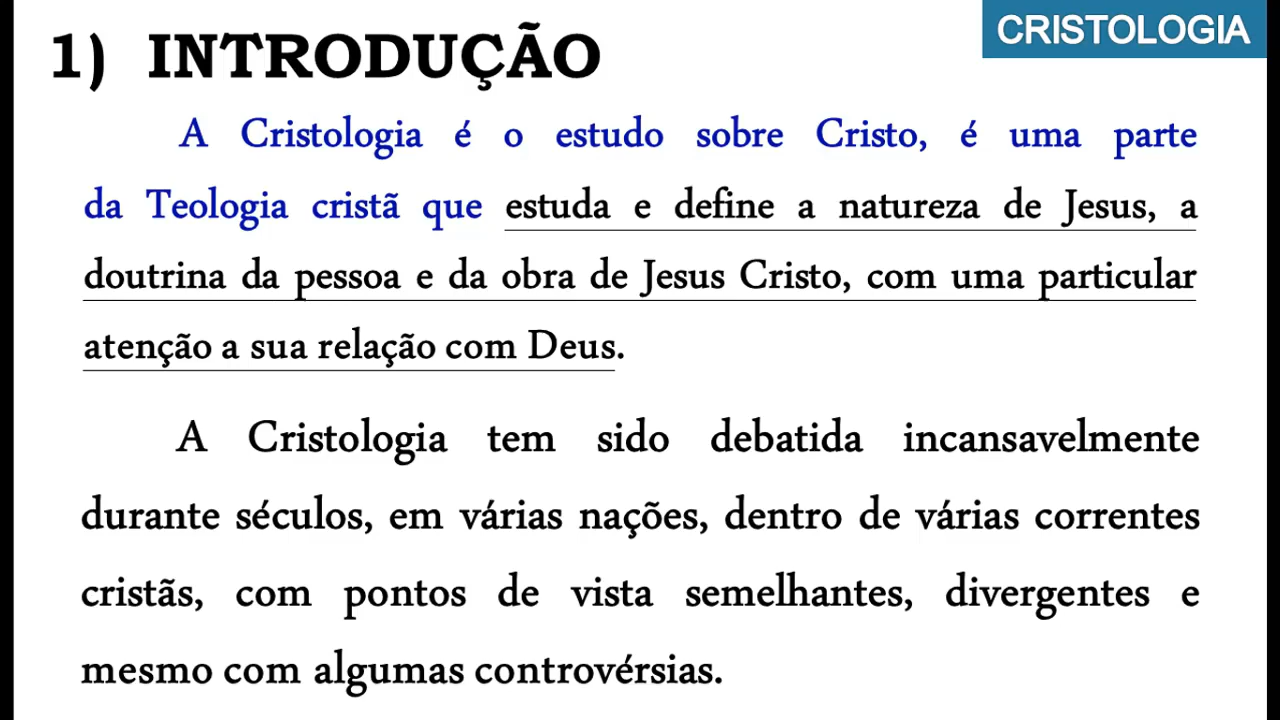 CRISTOLOGIA
1) INTRODUÇÃO
A Cristologia é o estudo sobre Cristo, é uma parte
da Teologia cristã que estuda e define a natureza de Jesus, a
doutrina da pessoa e da obra de Jesus Cristo, com uma particular
atenção a sua relação com Deus.
A Cristologia tem sido debatida incansavelmente
durante séculos, em várias nações, dentro de várias correntes
cristãs, com pontos de vista semelhantes, divergentes e
mesmo com algumas controvérsias.